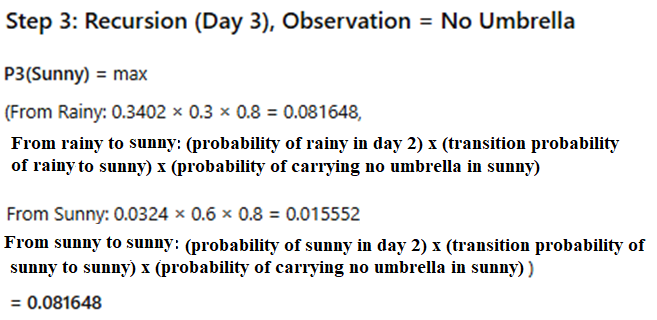 Step 3: Recursion (Day 3), Observation = No Umbrella
P3(Sunny) = max
(From Rainy: 0.3402 × 0.3 × 0.8 = 0.081648,
From rainy to sunny: (probability of rainy in day 2) x (transition probability
of rainy to sunny) x (probability of carrying no umbrella in sunny)
From Sunny: 0.0324 × 0.6 × 0.8 = 0.015552
From sunny to sunny: (probability of sunny in day 2) x (transition probability of
sunny to sunny) x (probability of carrying no umbrella in sunny) )
= 0.081648